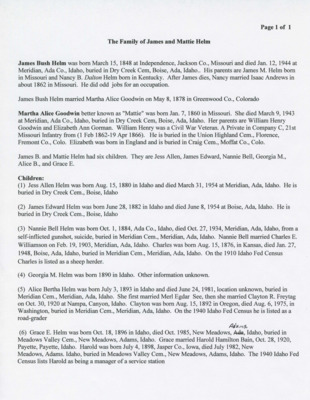 Page 1 of 1
The Family of James and Mattie Helm
James Bush Helm was born March 15, 1848 at Independence, Jackson Co., Missouri and died Jan. 12, 1944 at
Meridian, Ada Co., Idaho, buried in Dry Creek Cem, Boise, Ada, Idaho.. His parents are James M. Helm born
in Missouri and Nancy B. Dalton Helm born in Kentucky. After James dies, Nancy married Isaac Andrews in
about 1862 in Missouri. He did odd jobs for an occupation.
James Bush Helm married Martha Alice Goodwin on May 8, 1878 in Greenwood Co., Colorado
Martha Alice Goodwin better known as "Mattie" was born Jan. 7, 1860 in Missouri. She died March 9, 1943
at Meridian, Ada Co., Idaho, buried in Dry Creek Cem, Boise, Ada Co., Idaho. Her parents are William Henry
Goodwin and Elizabeth Ann Gorman. William Henry was a Civil War Veteran. A Private in Company C, 21st
Missouri Infantry from (1 Feb 1862-19 Apr 1866). He is buried in the Union Highland Cem., Florence,
Fremont Co., Colo. Elizabeth was born in England and is buried in Craig Cem., Moffat Co., Colo.
James B. and Mattie Helm had six children. They are Jess Allen, James Edward, Nannie Bell, Georgia M.,
Alice B., and Grace E.
Children:
(1) Jess Allen Helm was born Aug. 15, 1880 in Idaho and died March 31, 1954 at Meridian, Ada, Idaho. He is
buried in Dry Creek Cem., Boise, Idaho
(2) James Edward Helm was born June 28, 1882 in Idaho and died June 8, 1954 at Boise, Ada, Idaho. He is
buried in Dry Creek Cem., Boise, Idaho
(3) Nannie Bell Helm was born Oct. 1, 1884, Ada Co., Idaho, died Oct. 27, 1934, Meridian, Ada, Idaho, from a
self-inflicted gunshot, suicide, buried in Meridian Cem., Meridian, Ada, Idaho. Nannie Bell married Charles E.
Williamson on Feb. 19, 1903, Meridian, Ada, Idaho. Charles was born Aug. 15, 1876, in Kansas, died Jan. 27,
1948, Boise, Ada, Idaho, buried in Meridian Cem., Meridian, Ada, Idaho. On the 1910 Idaho Fed Census
Charles is listed as a sheep herder.
(4) Georgia M. Helm was born 1890 in Idaho. Other information unknown.
(5) Alice Bertha Helm was born July 3, 1893 in Idaho and died June 24, 1981, location unknown, buried in
Meridian Cem., Meridian, Ada, Idaho. She first married Merl Egdar See, then she married Clayton R. Freytag
on Oct. 30, 1920 at Nampa, Canyon, Idaho. Clayton was born Aug. 15, 1892 in Oregon, died Aug. 6, 1975, in
Washington, buried in Meridian Cem., Meridian, Ada, Idaho. On the 1940 Idaho Fed Census he is listed as a
road-grader
Adams
(6) Grace E. Helm was born Oct. 18, 1896 in Idaho, died Oct. 1985, New Meadows, Ada, Idaho, buried in
Meadows Valley Cem., New Meadows, Adams, Idaho. Grace married Harold Hamilton Bain, Oct. 28, 1920,
Payette, Payette, Idaho. Harold was born July 4, 1898, Jasper Co., Iowa, died July 1982, New
Meadows, Adams, Idaho, buried in Meadows Valley Cem., New Meadows, Adams, Idaho. The 1940 Idaho Fed
Census lists Harold as being a manager of a service station